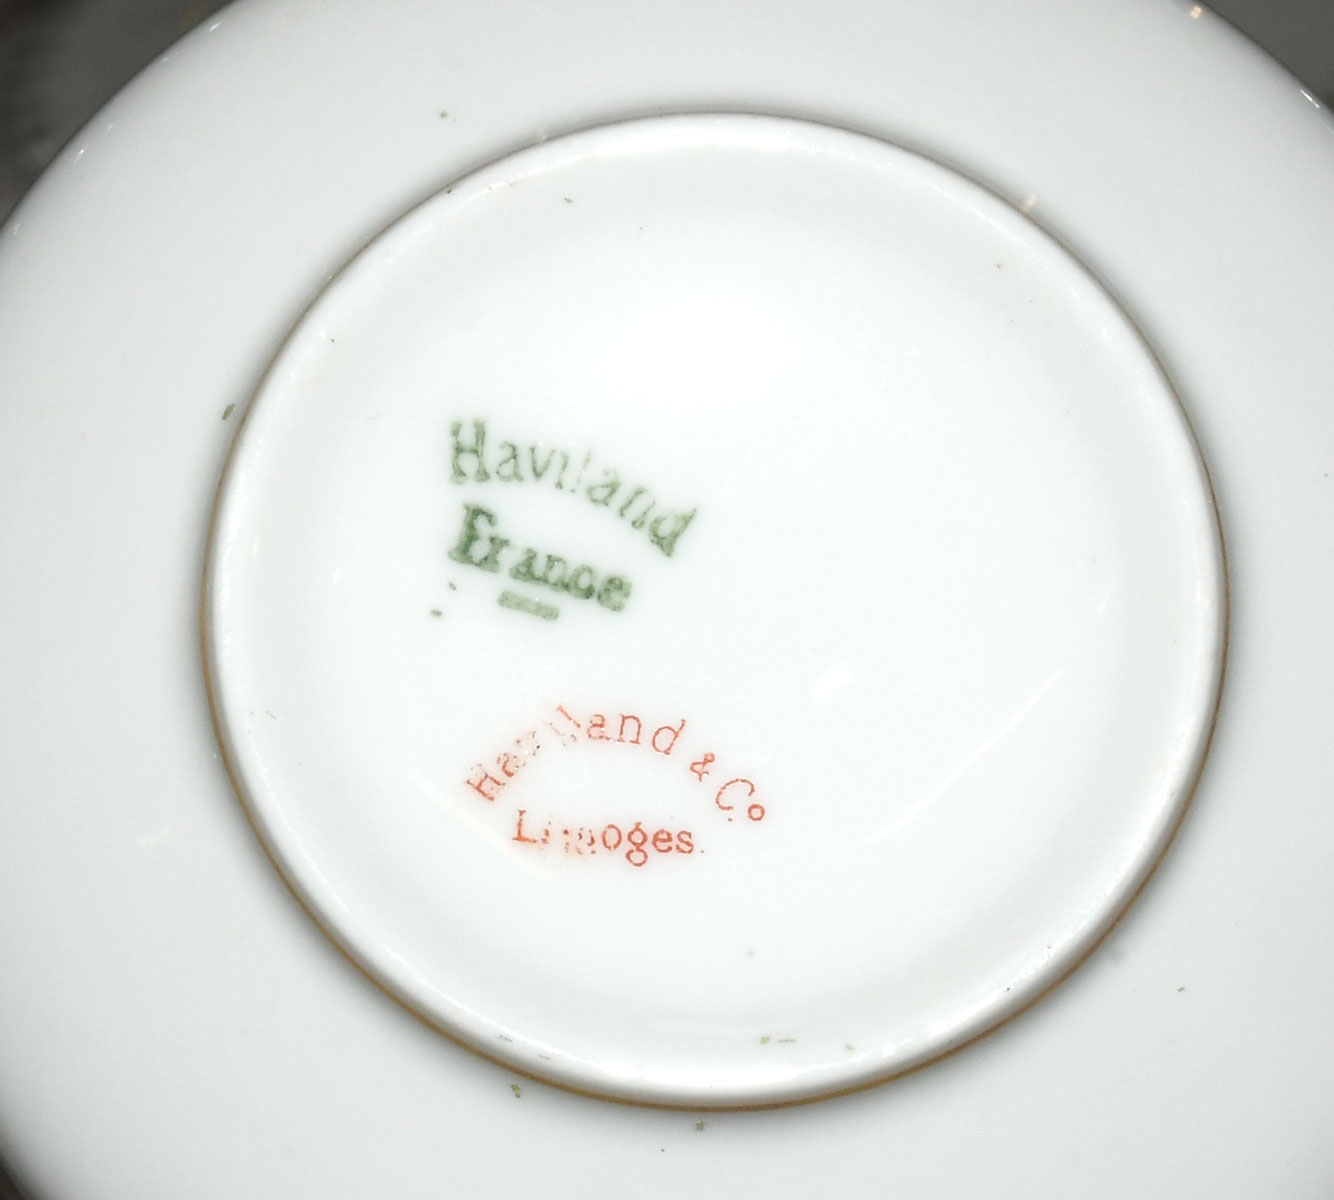 Haviland
France
Haviland & Co
Limoges.